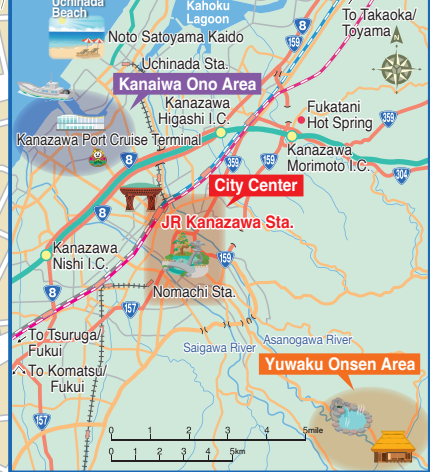 Uchinada
Beach
Kahoku
Lagoon
To Takaoka/
Toyama
N
8
159
Noto Satoyama Kaido
Uchinada Sta.
Kanaiwa Ono Area
Kanazawa
Higashi I.C.
Fukatani
Hot Spring
359
Kanazawa Port Cruise Terminal
8
359
159
Kanazawa
Morimoto I.C.
304
City Center
8
JR Kanazawa Sta.
Kanazawa
Nishi I.C.
159
8
Nomachi Sta.
157
To Tsuruga/
Fukui
Saigawa River
Asanogawa River
To Komatsu/
Fukui
Yuwaku Onsen Area
157
0 1 2 3 4 5mile
0 1 2 3 4 5km